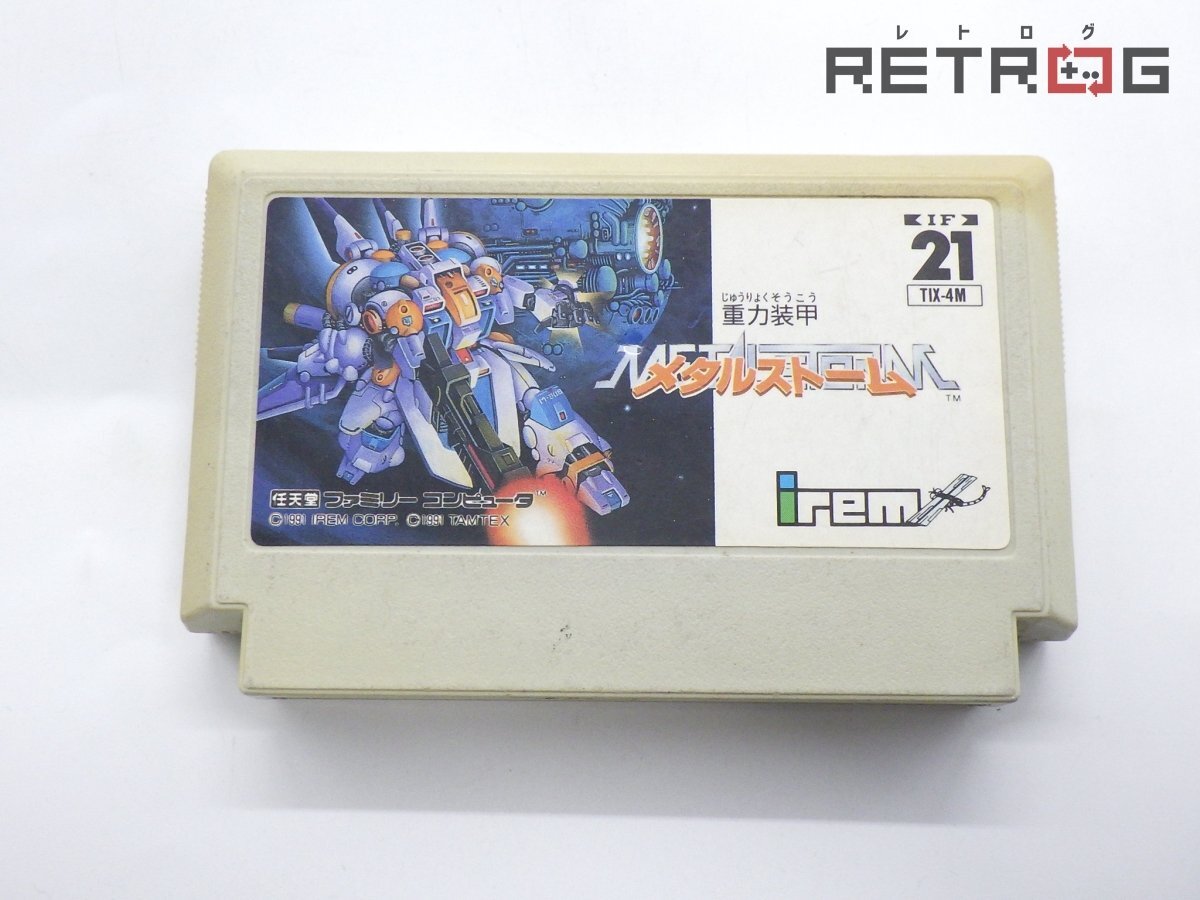 レトログ
RETROG
IF
21
TIX-4M
じゅうりょくそうこう
重力装甲
METAL STORM
メタルストーム
TM
任天堂 ファミリー コンピュータ™
©1991 IREM CORP. ©1991 TAMTEX
irem